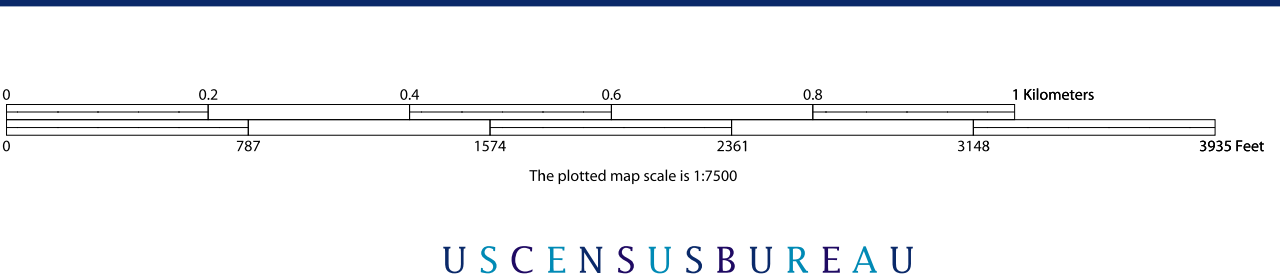 0 0.2 0.4 0.6 0.8 1 Kilometers
0 787 1574 2361 3148 3935 Feet
The plotted map scale is 1:7500
USCENSUSBUREAU